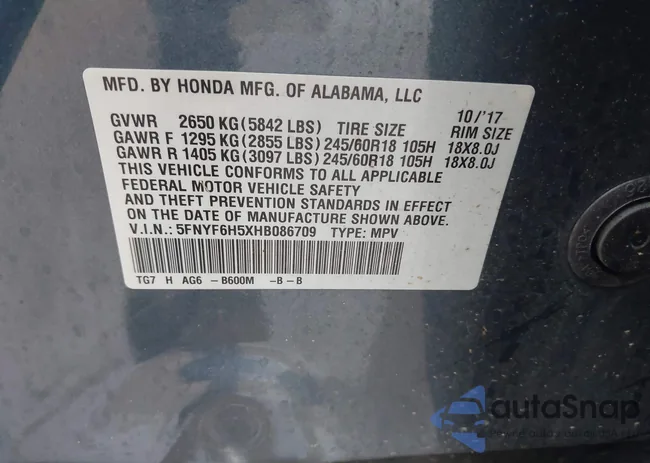 MFD. BY HONDA MFG. OF ALABAMA, LLC
10/'17
GVWR 2650 KG(5842 LBS) TIRE SIZE RIM SIZE
GAWR F 1295 KG(2855 LBS)245/60R18 105H 18X8.0J
GAWR R 1405 KG(3097 LBS)245/60R18 105H 18X8.0J
THIS VEHICLE CONFORMS TO ALL APPLICABLE
FEDERAL MOTOR VEHICLE SAFETY
AND THEFT PREVENTION STANDARDS IN EFFECT
ON THE DATE OF MANUFACTURE SHOWN ABOVE.
V.I.N.: 5FNYF6H5XHB086709 TYPE: MPV
TG7 H AG6 -B600M -B-B
autaSnap